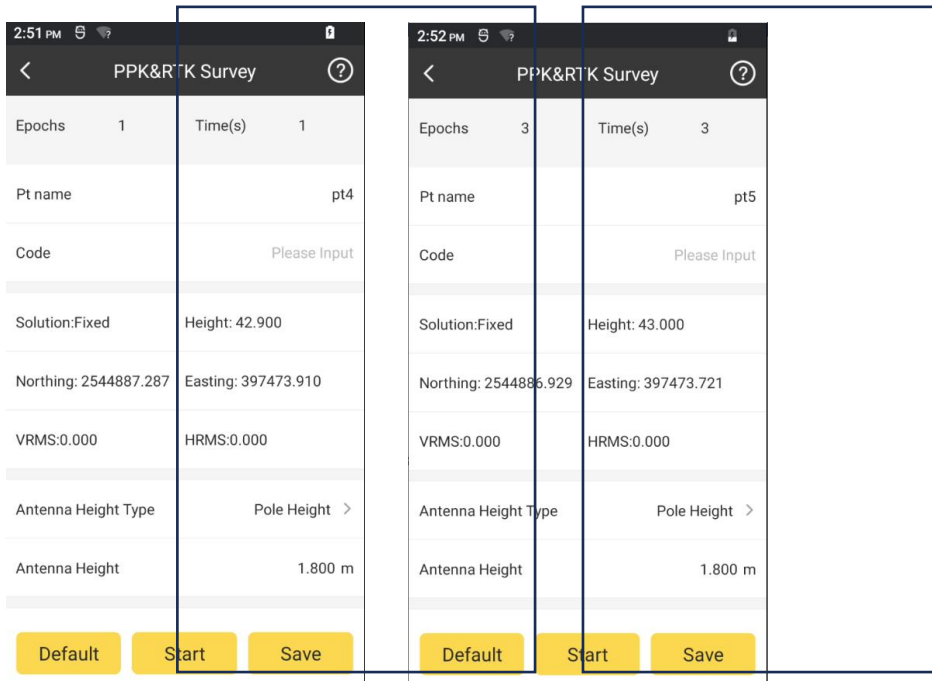 2:51 PM
PPK&RTK Survey ?
Epochs 1 Time(s) 1
Pt name pt4
Code Please Input
Solution:Fixed Height: 42.900
Northing: 2544887.287 Easting: 397473.910
VRMS:0.000 HRMS:0.000
Antenna Height Type Pole Height
Antenna Height 1.800 m
Default Start Save
2:52 PM
PPK&RTK Survey ?
Epochs 3 Time(s) 3
Pt name pt5
Code Please Input
Solution:Fixed Height: 43.000
Northing: 2544886.929 Easting: 397473.721
VRMS:0.000 HRMS:0.000
Antenna Height Type Pole Height
Antenna Height 1.800 m
Default Start Save